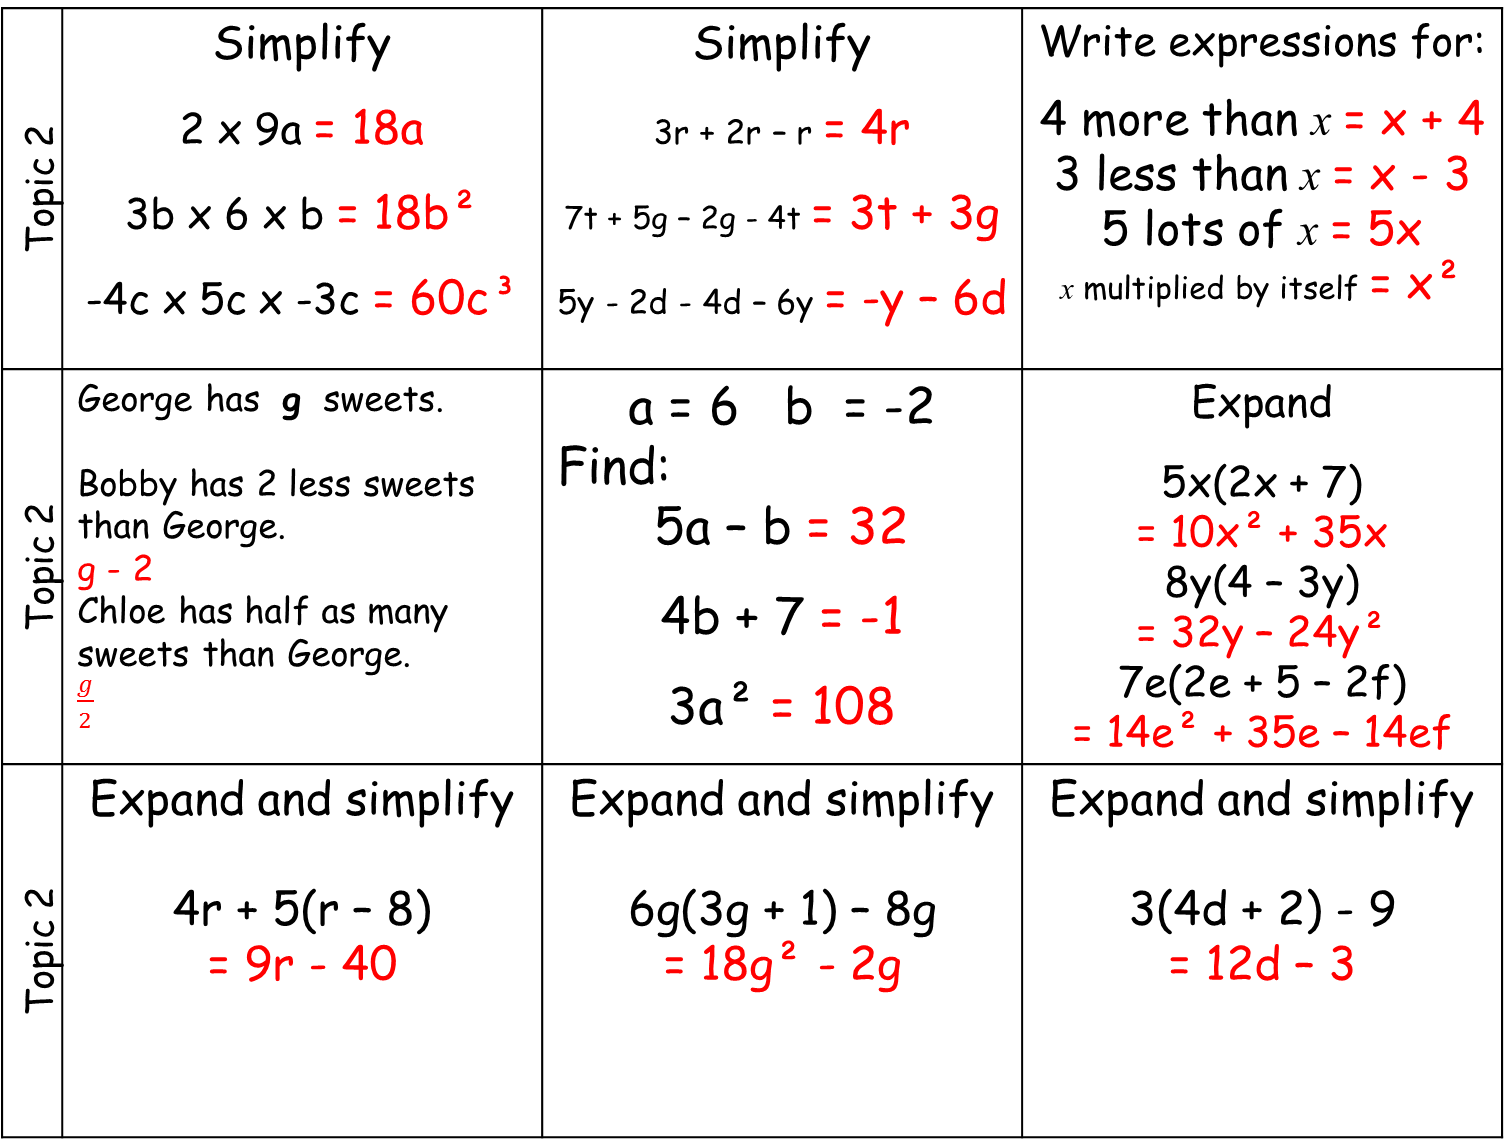 Topic 2
Simplify
2 x 9a = 18a
3b x 6 x b = 18b²
-4c x 5c x -3c = 60c³
Simplify
3r + 2r – r = 4r
7t + 5g – 2g - 4t = 3t + 3g
5y - 2d - 4d – 6y = -y – 6d
Write expressions for:
4 more than x = x + 4
3 less than x = x - 3
5 lots of x = 5x
x multiplied by itself = x²
Topic 2
George has g sweets.
Bobby has 2 less sweets
than George.
g - 2
Chloe has half as many
sweets than George.
g
2
a = 6 b = -2
Find:
5a – b = 32
4b + 7 = -1
3a² = 108
Expand
5x(2x + 7)
= 10x² + 35x
8y(4 – 3y)
= 32y – 24y²
7e(2e + 5 – 2f)
= 14e² + 35e – 14ef
Topic 2
Expand and simplify
4r + 5(r – 8)
= 9r - 40
Expand and simplify
6g(3g + 1) – 8g
= 18g² - 2g
Expand and simplify
3(4d + 2) - 9
= 12d – 3